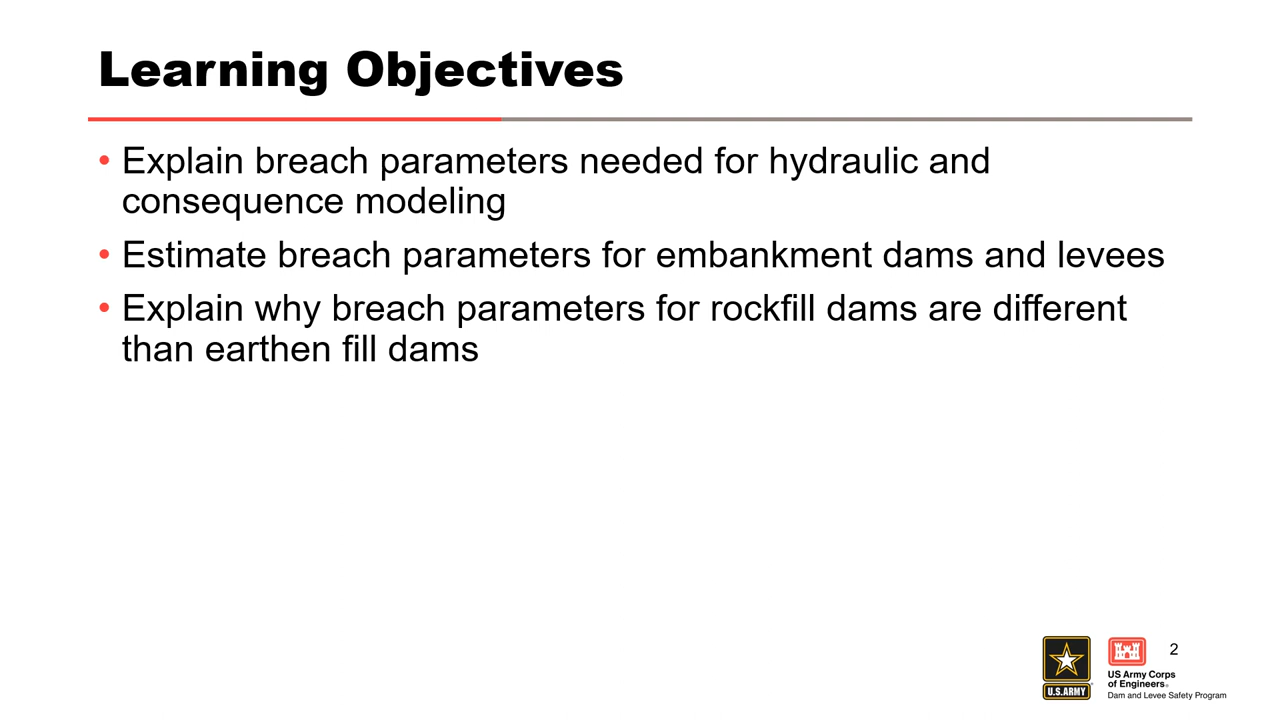 Learning Objectives
• Explain breach parameters needed for hydraulic and
consequence modeling
• Estimate breach parameters for embankment dams and levees
• Explain why breach parameters for rockfill dams are different
than earthen fill dams
2
U.S.ARMY
US Army Corps
of Engineers®
Dam and Levee Safety Program